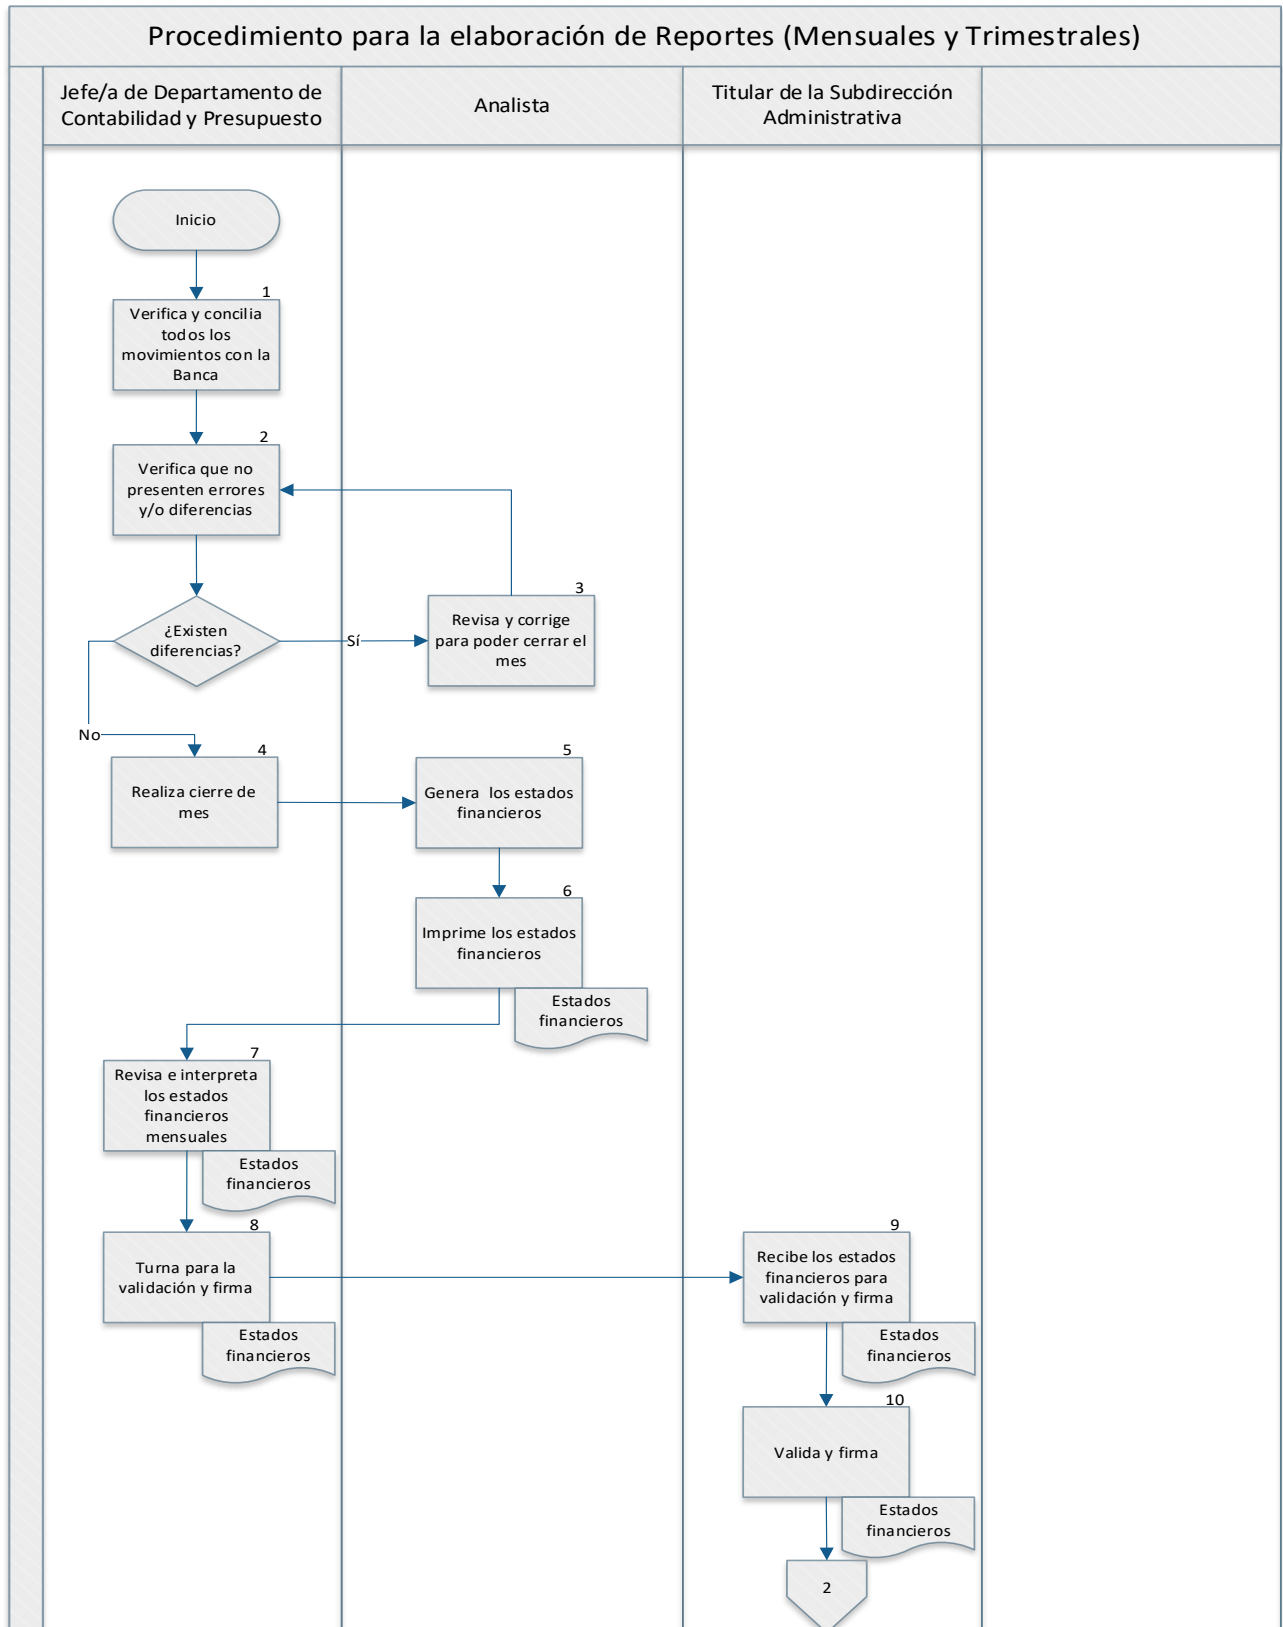 Procedimiento para la elaboración de Reportes (Mensuales y Trimestrales)
Jefe/a de Departamento de
Contabilidad y Presupuesto
Analista
Titular de la Subdirección
Administrativa
Inicio
1
Verifica y concilia
todos los
movimientos con la
Banca
2
Verifica que no
presenten errores
y/o diferencias
¿Existen
diferencias?
Sí
3
Revisa y corrige
para poder cerrar el
mes
No
4
Realiza cierre de
mes
5
Genera los estados
financieros
6
Imprime los estados
financieros
Estados
financieros
7
Revisa e interpreta
los estados
financieros
mensuales
Estados
financieros
8
Turna para la
validación y firma
Estados
financieros
9
Recibe los estados
financieros para
validación y firma
Estados
financieros
10
Valida y firma
Estados
financieros
2